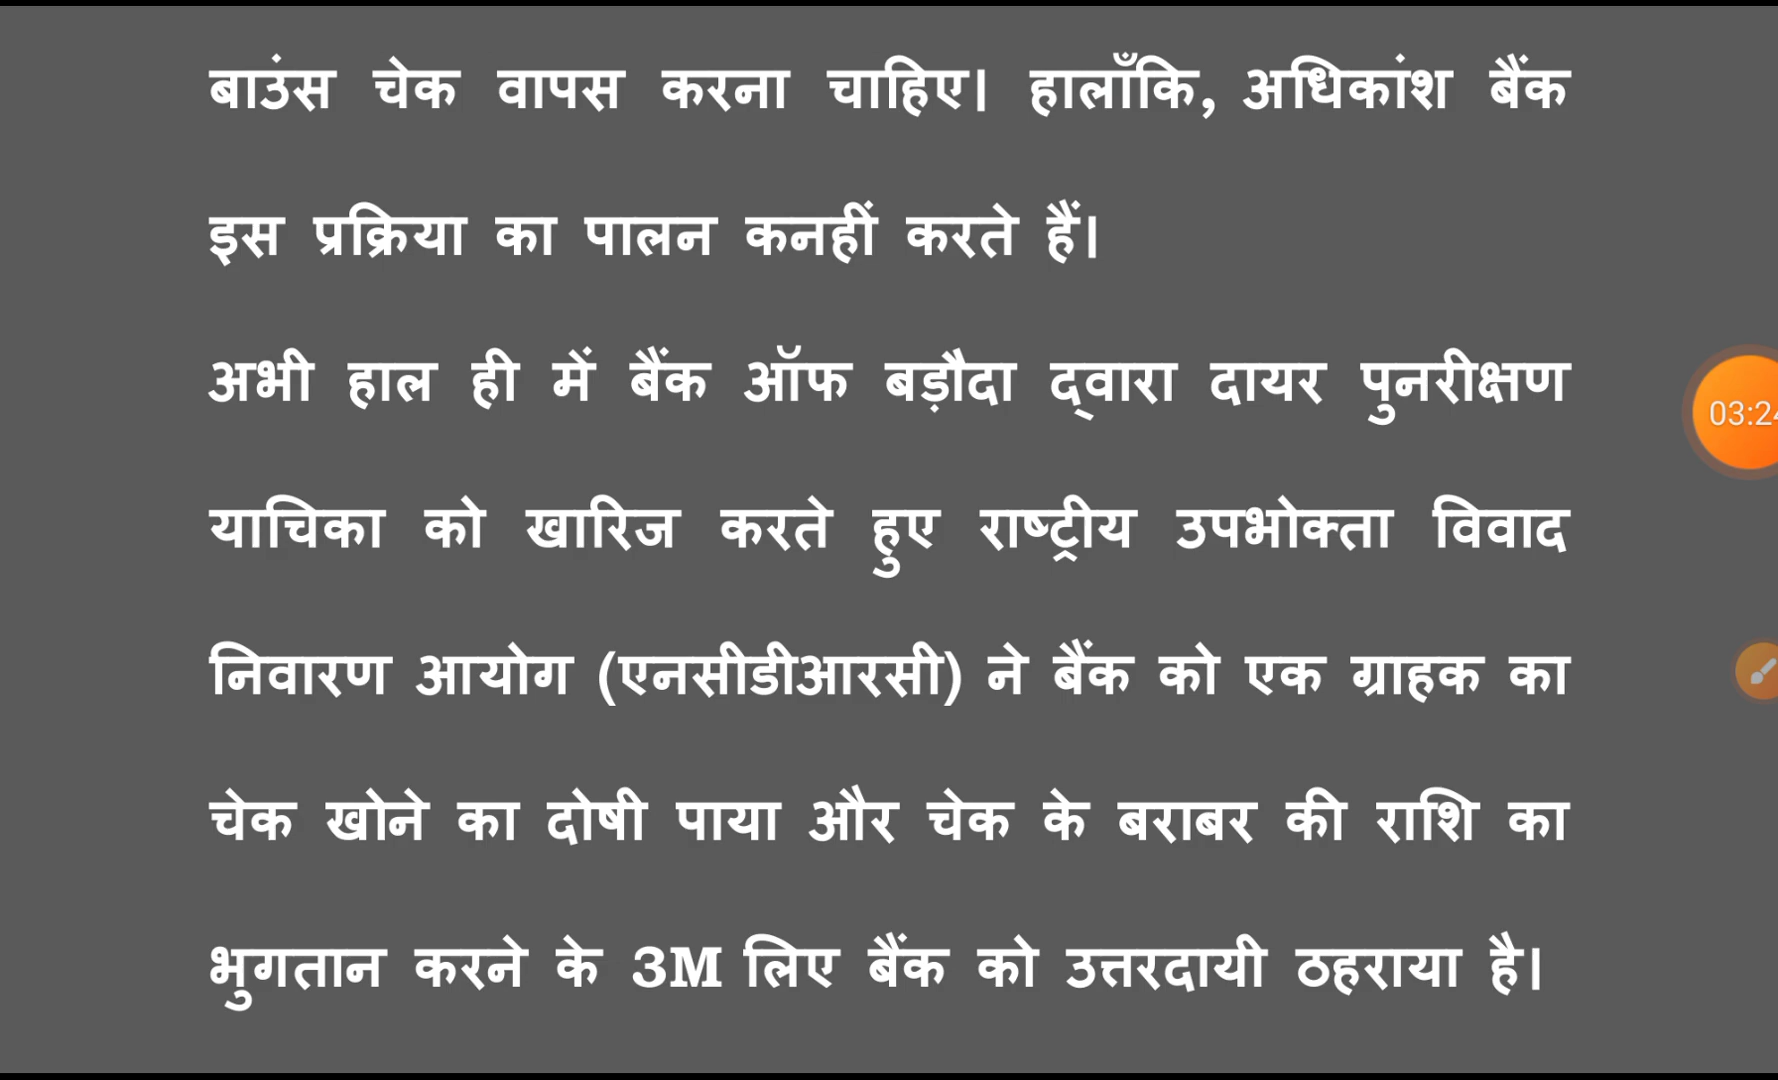 बाउंस चेक वापस करना चाहिए। हालाँकि, अधिकांश बैंक
इस प्रक्रिया का पालन कनहीं करते हैं।
अभी हाल ही में बैंक ऑफ बड़ौदा द्वारा दायर पुनरीक्षण
याचिका को खारिज करते हुए राष्ट्रीय उपभोक्ता विवाद
निवारण आयोग (एनसीडीआरसी) ने बैंक को एक ग्राहक का
चेक खोने का दोषी पाया और चेक के बराबर की राशि का
भुगतान करने के 3M लिए बैंक को उत्तरदायी ठहराया है।